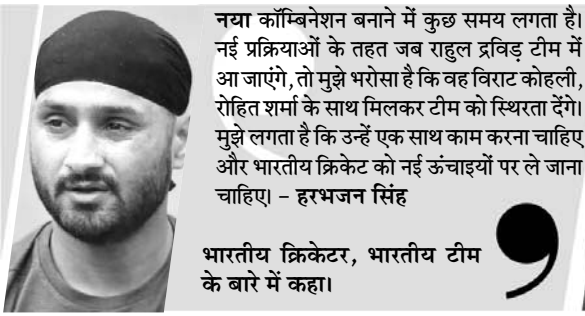 नया कॉम्बिनेशन बनाने में कुछ समय लगता है।
नई प्रक्रियाओं के तहत जब राहुल द्रविड़ टीम में
आ जाएंगे, तो मुझे भरोसा है कि वह विराट कोहली,
रोहित शर्मा के साथ मिलकर टीम को स्थिरता देंगे।
मुझे लगता है कि उन्हें एक साथ काम करना चाहिए
और भारतीय क्रिकेट को नई ऊंचाइयों पर ले जाना
चाहिए। – हरभजन सिंह
भारतीय क्रिकेटर, भारतीय टीम
के बारे में कहा।